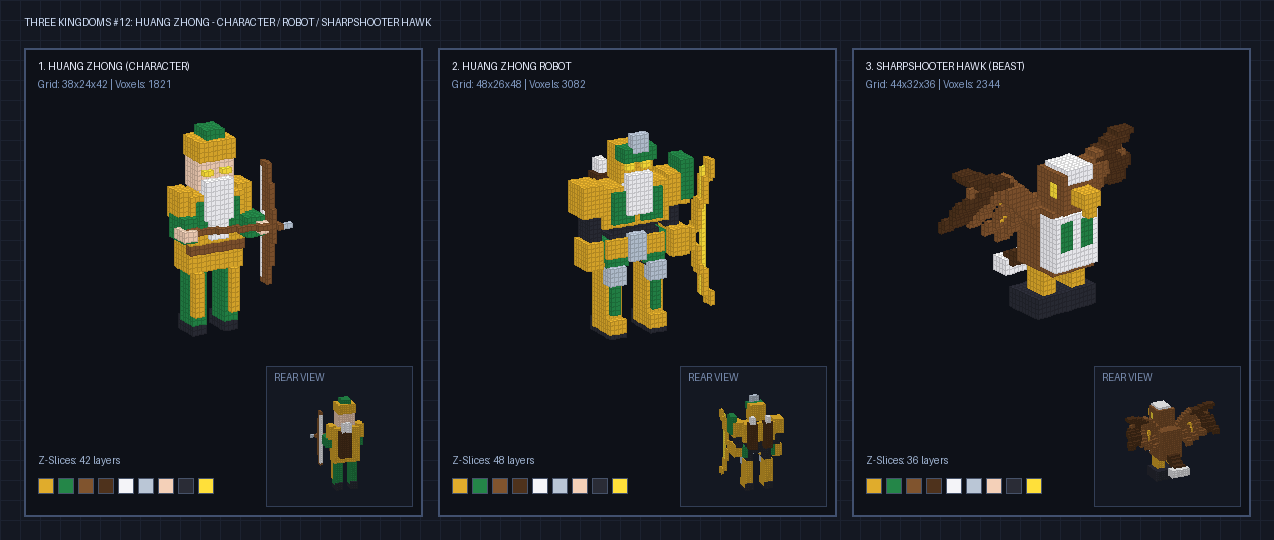 THREE KINGDOMS #12: HUANG ZHONG - CHARACTER / ROBOT / SHARPSHOOTER HAWK
1. HUANG ZHONG (CHARACTER)
Grid: 38x24x42 | Voxels: 1821
REAR VIEW
Z-Slices: 42 layers
2. HUANG ZHONG ROBOT
Grid: 48x26x48 | Voxels: 3082
REAR VIEW
Z-Slices: 48 layers
3. SHARPSHOOTER HAWK (BEAST)
Grid: 44x32x36 | Voxels: 2344
REAR VIEW
Z-Slices: 36 layers